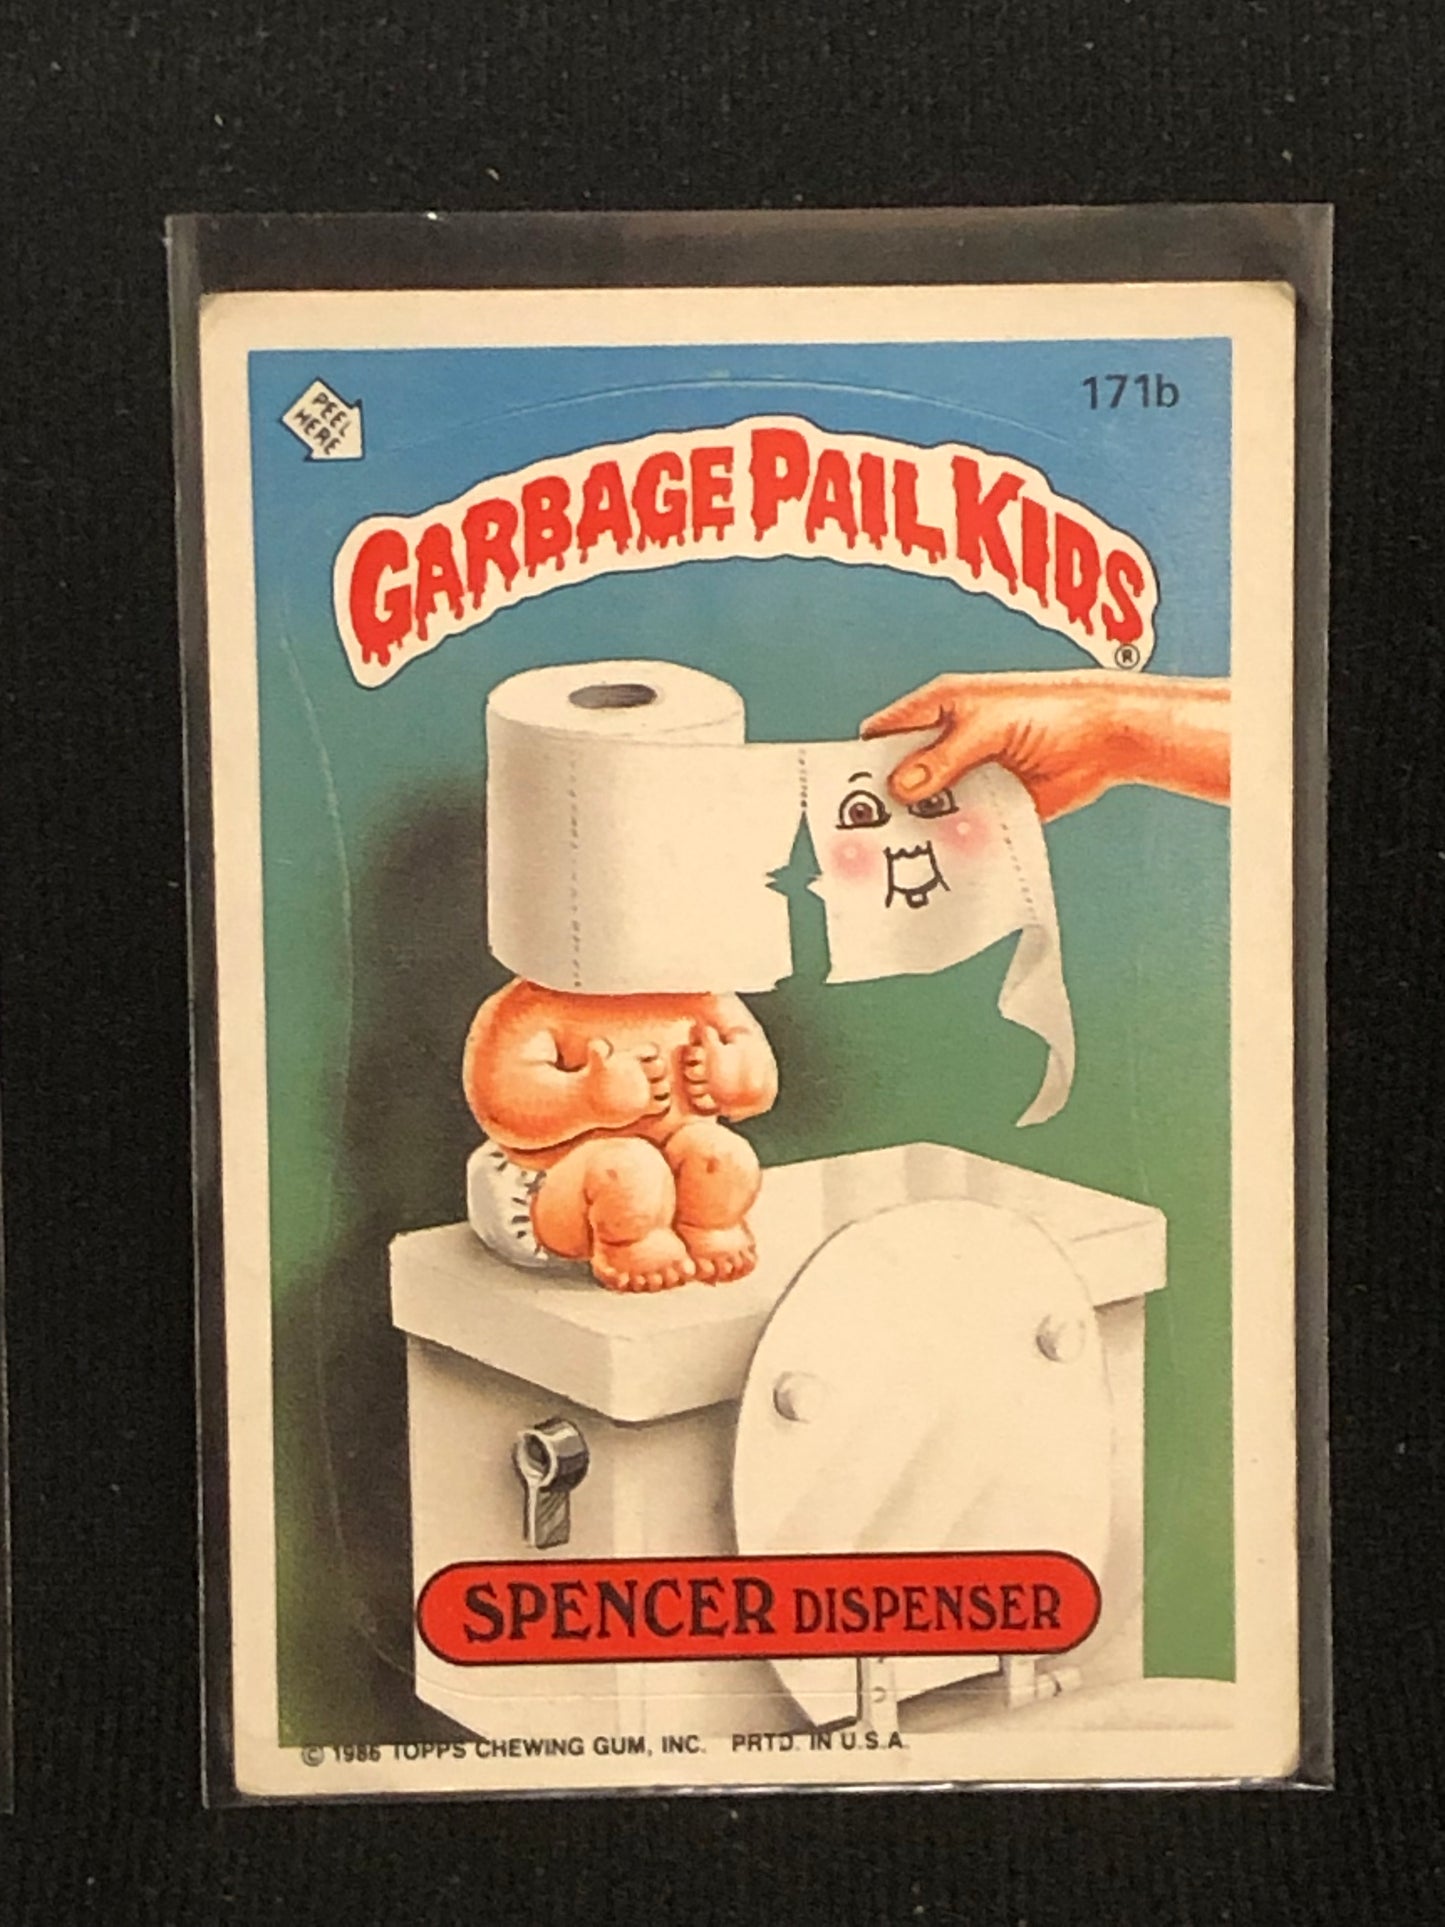 PEEL
HERE
171b
GARBAGE PAIL KIDS
®
SPENCER DISPENSER
© 1986 TOPPS CHEWING GUM, INC. PRTD. IN U.S.A.